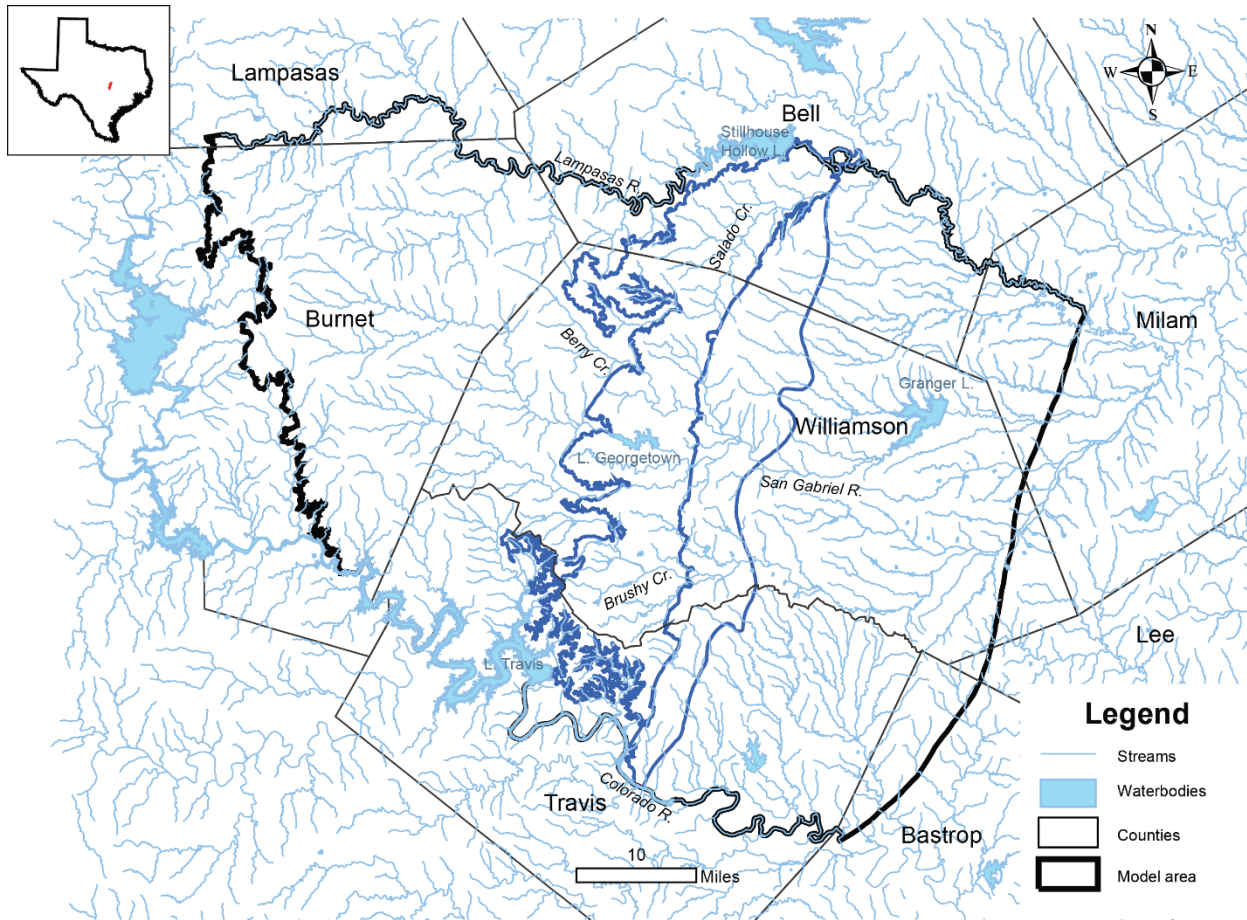 Lampasas
N
W
E
S
Bell
Stillhouse
Hollow L.
Lampasas R.
Salado Cr.
Burnet
Milam
Berry Cr.
Granger L.
Williamson
L. Georgetown
San Gabriel R.
Brushy Cr.
Lee
L. Travis
Legend
Streams
Waterbodies
Counties
Model area
Colorado R.
Travis
Bastrop
10
Miles